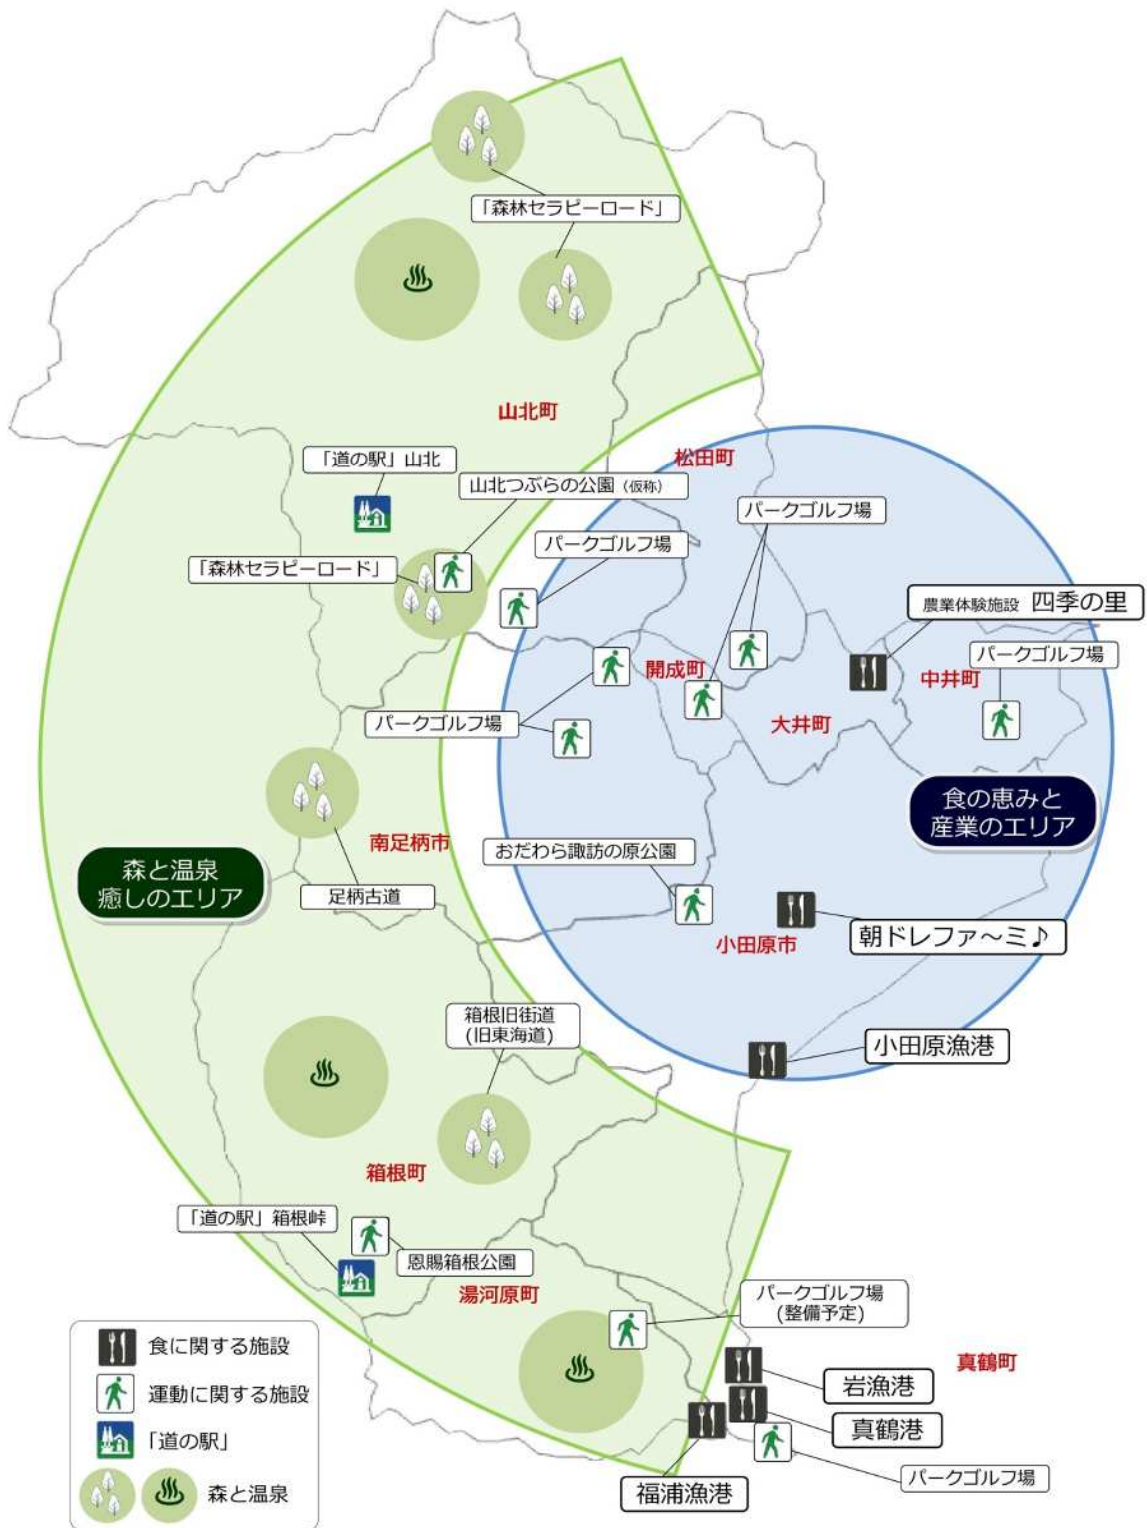 「森林セラピーロード」
山北町
松田町
「道の駅」山北
山北つぶらの公園（仮称）
パークゴルフ場
パークゴルフ場
「森林セラピーロード」
農業体験施設 四季の里
パークゴルフ場
開成町
中井町
パークゴルフ場
大井町
食の恵みと
産業のエリア
南足柄市
おだわら諏訪の原公園
森と温泉
癒しのエリア
足柄古道
朝ドレファ～ミ♪
小田原市
箱根旧街道
(旧東海道)
小田原漁港
箱根町
「道の駅」箱根峠
恩賜箱根公園
湯河原町
パークゴルフ場
(整備予定)
真鶴町
岩漁港
真鶴港
パークゴルフ場
福浦漁港
食に関する施設
運動に関する施設
「道の駅」
森と温泉